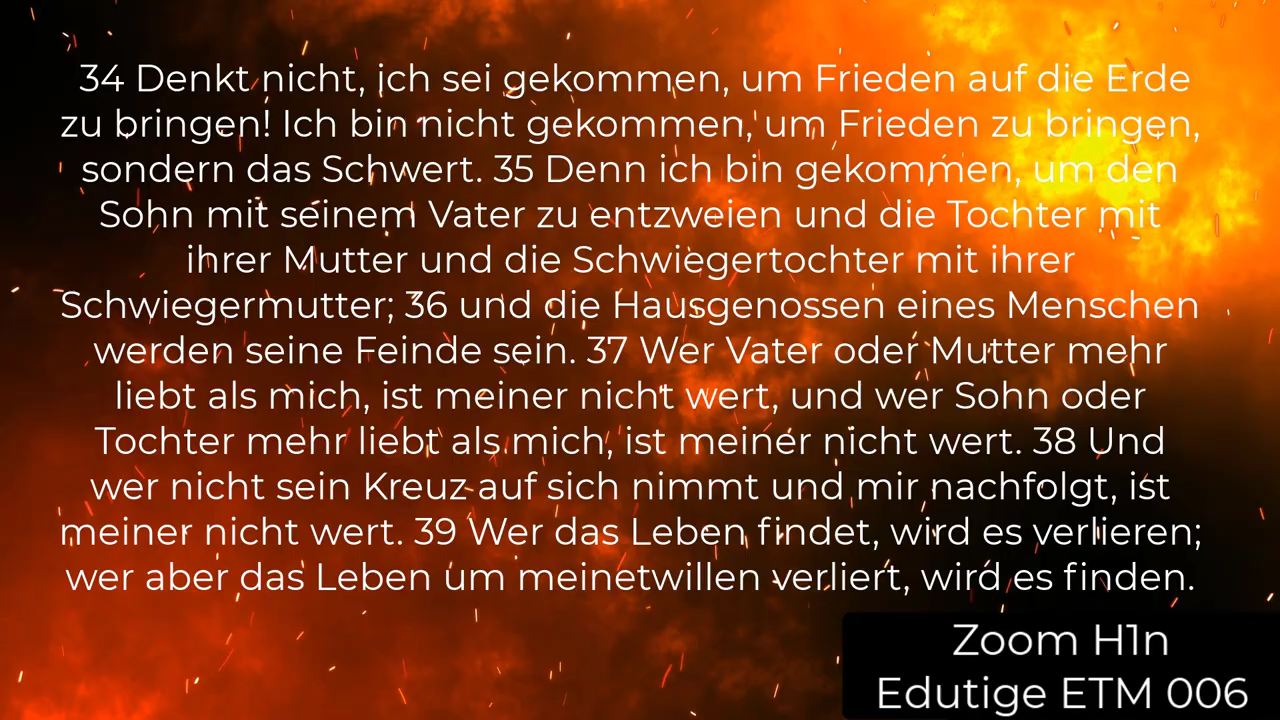 34 Denkt nicht, ich sei gekommen, um Frieden auf die Erde
zu bringen! Ich bin nicht gekommen, um Frieden zu bringen,
sondern das Schwert. 35 Denn ich bin gekommen, um den
Sohn mit seinem Vater zu entzweien und die Tochter mit
ihrer Mutter und die Schwiegertochter mit ihrer
Schwiegermutter; 36 und die Hausgenossen eines Menschen
werden seine Feinde sein. 37 Wer Vater oder Mutter mehr
liebt als mich, ist meiner nicht wert, und wer Sohn oder
Tochter mehr liebt als mich, ist meiner nicht wert. 38 Und
wer nicht sein Kreuz auf sich nimmt und mir nachfolgt, ist
meiner nicht wert. 39 Wer das Leben findet, wird es verlieren;
wer aber das Leben um meinetwillen verliert, wird es finden.
Zoom H1n
Edutige ETM 006